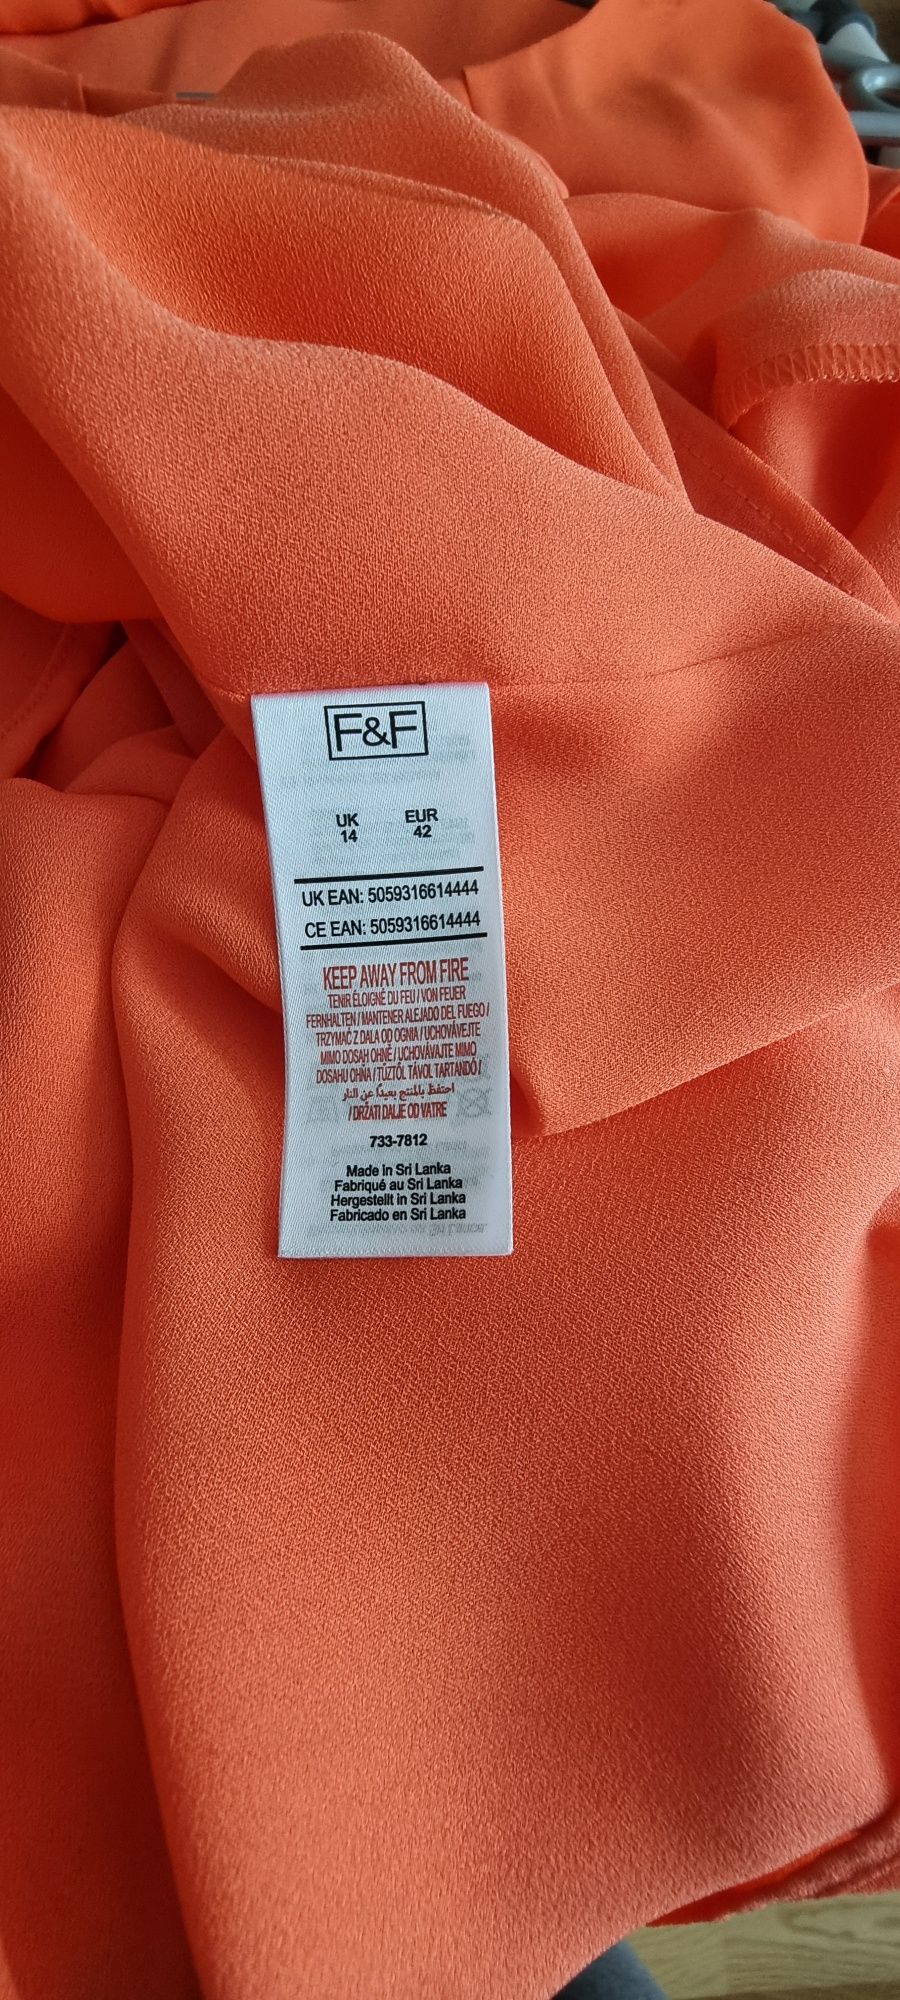 F&F
UK EUR
14 42
UK EAN: 5059316614444
CE EAN: 5059316614444
KEEP AWAY FROM FIRE
TENIR ÉLOIGNÉ DU FEU / VON FEUER
FERNHALTEN / MANTENER ALEJADO DEL FUEGO /
TRZYMAĆ Z DALA OD OGNIA / UCHOVÁVEJTE
MIMO DOSAH OHNĚ / UCHOVÁVAJTE MIMO
DOSAHU OHŇA / TŰZTŐL TÁVOL TARTANDÓ /
احتفظ بالمنتج بعيدًا عن النار
/ DRŽATI DALJE OD VATRE
733-7812
Made in Sri Lanka
Fabriqué au Sri Lanka
Hergestellt in Sri Lanka
Fabricado en Sri Lanka